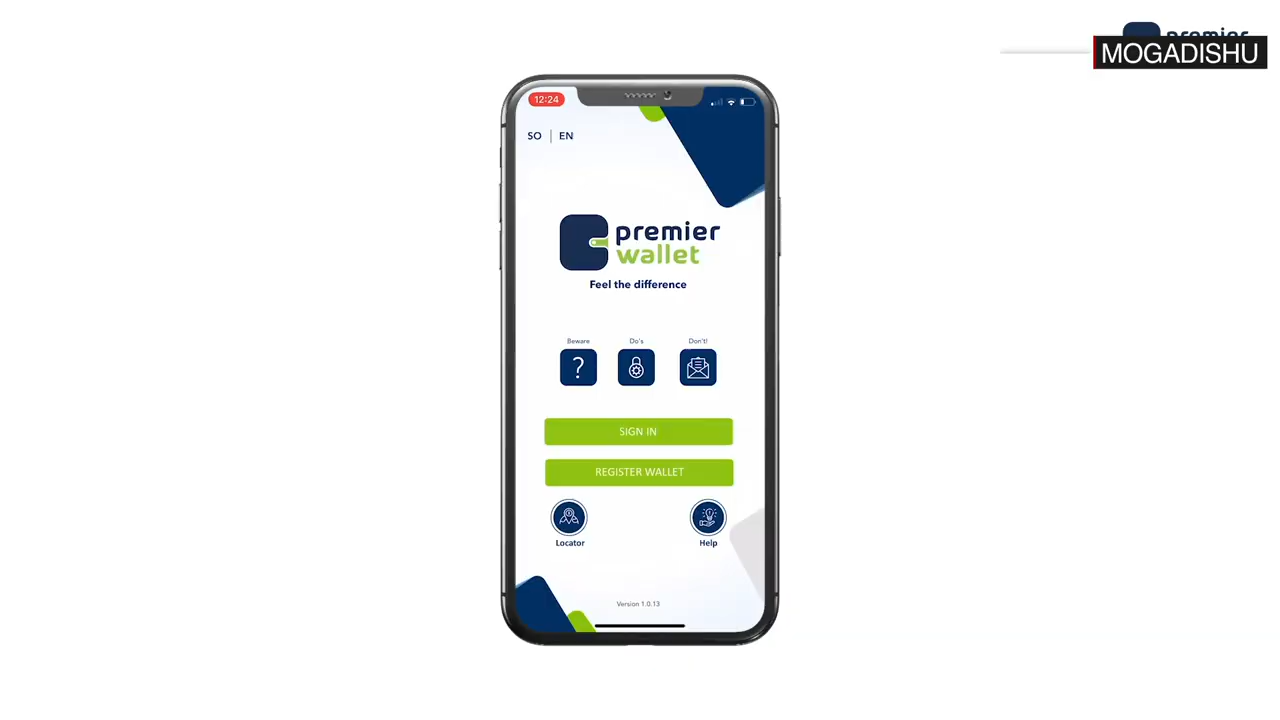 premier
MOGADISHU
12:24
SO | EN
premier
wallet
Feel the difference
Beware
Do's
Don't!
SIGN IN
REGISTER WALLET
Locator
Help
Version 1.0.13